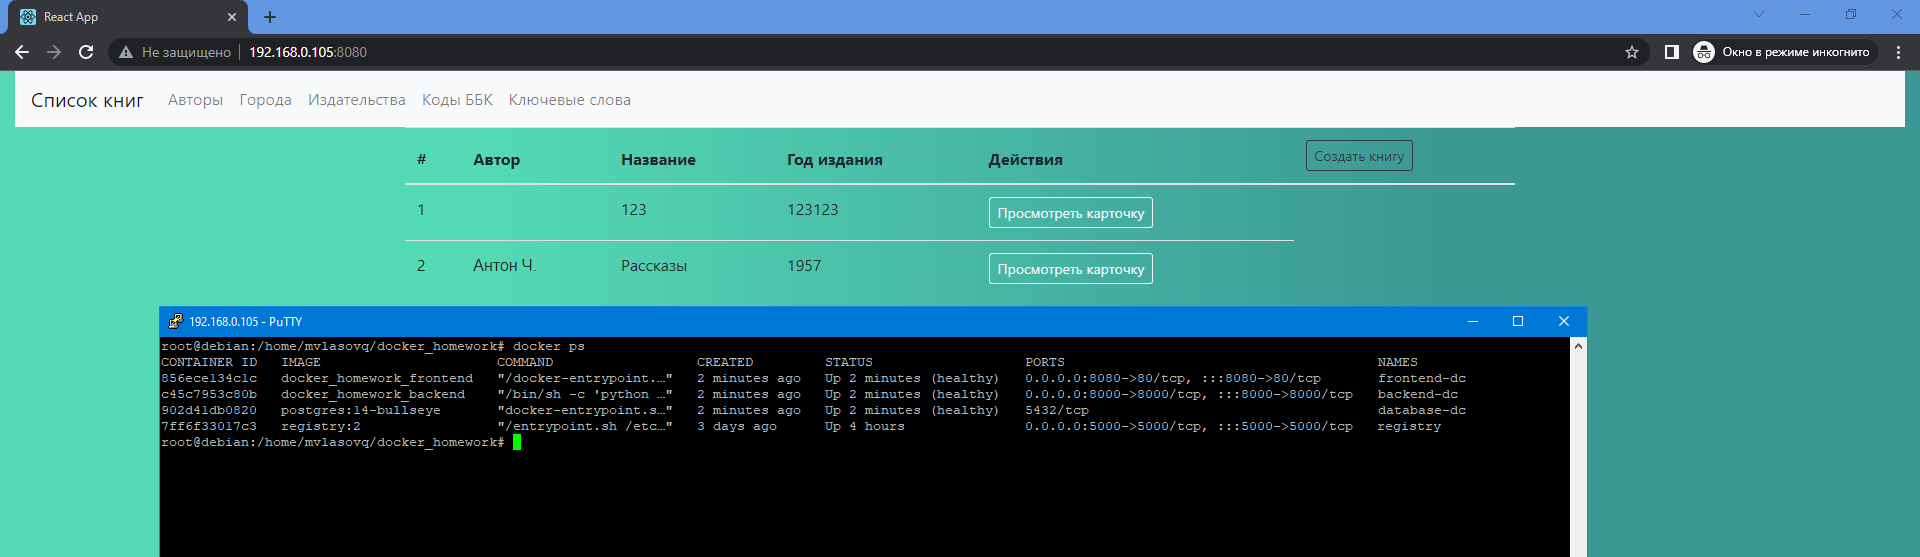 React App
Не защищено 192.168.0.105:8080 Окно в режиме инкогнито
Список книг Авторы Города Издательства Коды ББК Ключевые слова
# Автор Название Год издания Действия Создать книгу
1 123 123123 Просмотреть карточку
2 Антон Ч. Рассказы 1957 Просмотреть карточку
192.168.0.105 - PuTTY
root@debian:/home/mvlasovq/docker_homework# docker ps
CONTAINER ID IMAGE COMMAND CREATED STATUS PORTS NAMES
856ece134c1c docker_homework_frontend "/docker-entrypoint.…" 2 minutes ago Up 2 minutes (healthy) 0.0.0.0:8080->80/tcp, :::8080->80/tcp frontend-dc
c45c7953c80b docker_homework_backend "/bin/sh -c 'python …" 2 minutes ago Up 2 minutes (healthy) 0.0.0.0:8000->8000/tcp, :::8000->8000/tcp backend-dc
902d41db0820 postgres:14-bullseye "docker-entrypoint.s…" 2 minutes ago Up 2 minutes (healthy) 5432/tcp database-dc
7ff6f33017c3 registry:2 "/entrypoint.sh /etc…" 3 days ago Up 4 hours 0.0.0.0:5000->5000/tcp, :::5000->5000/tcp registry
root@debian:/home/mvlasovq/docker_homework#